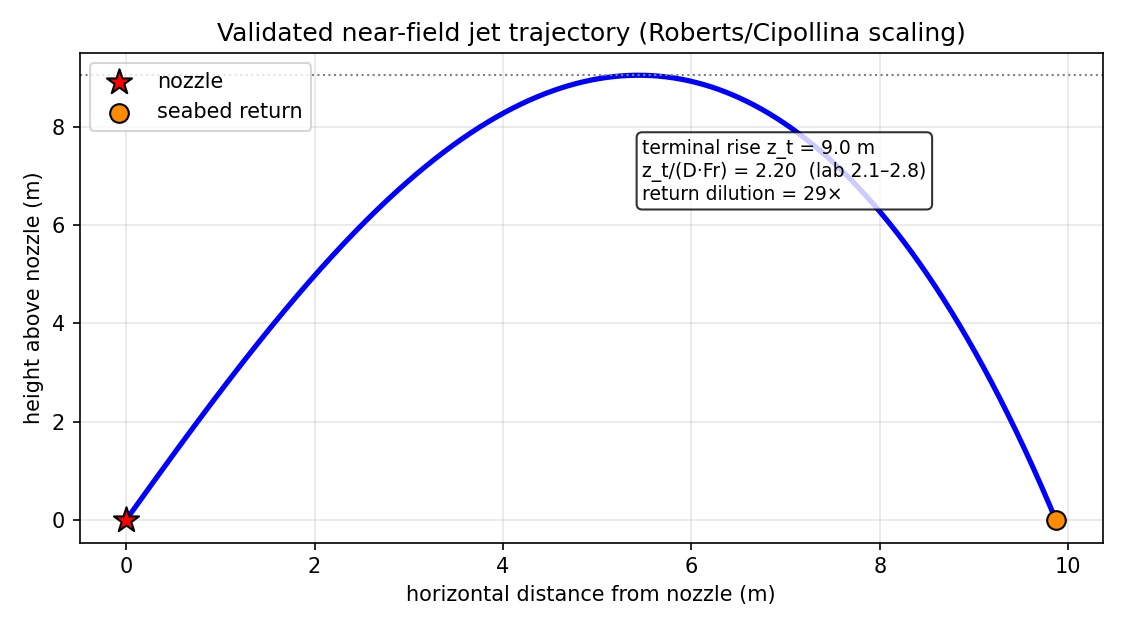 Validated near-field jet trajectory (Roberts/Cipollina scaling)
nozzle
seabed return
terminal rise z_t = 9.0 m
z_t/(D·Fr) = 2.20  (lab 2.1–2.8)
return dilution = 29×
height above nozzle (m)
8
6
4
2
0
0 2 4 6 8 10
horizontal distance from nozzle (m)